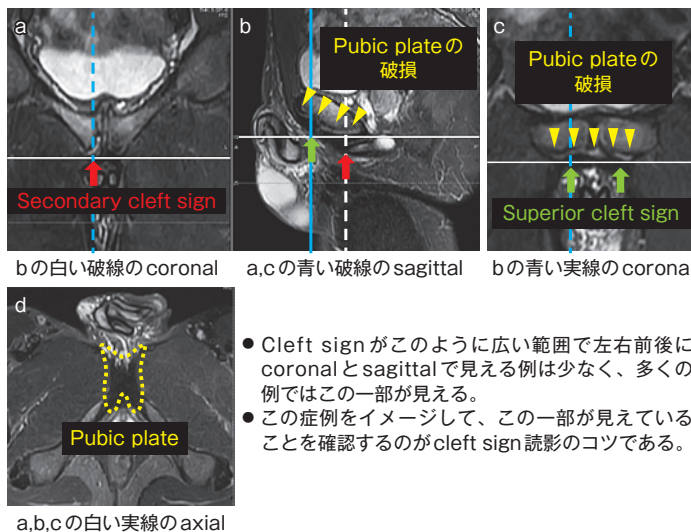 a
Secondary cleft sign
bの白い破線のcoronal
b
Pubic plateの
破損
a,cの青い破線のsagittal
c
Pubic plateの
破損
Superior cleft sign
bの青い実線のcorona
d
Pubic plate
a,b,cの白い実線のaxial
● Cleft signがこのように広い範囲で左右前後に
coronalとsagittalで見える例は少なく、多くの
例ではこの一部が見える。
● この症例をイメージして、この一部が見えている
ことを確認するのがcleft sign読影のコツである。